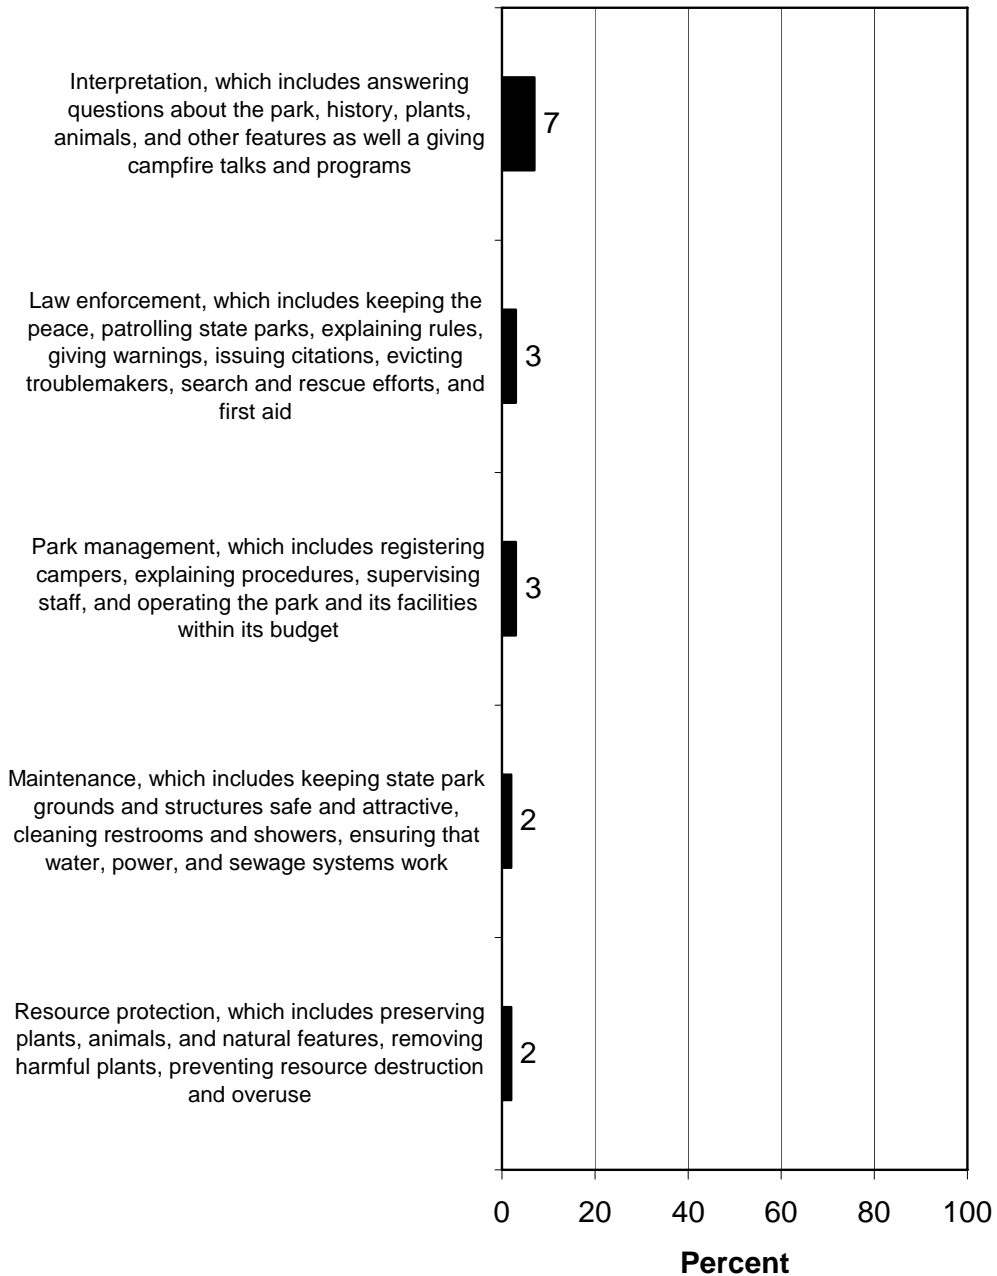 Interpretation, which includes answering
questions about the park, history, plants,
animals, and other features as well a giving
campfire talks and programs
7
Law enforcement, which includes keeping the
peace, patrolling state parks, explaining rules,
giving warnings, issuing citations, evicting
troublemakers, search and rescue efforts, and
first aid
3
Park management, which includes registering
campers, explaining procedures, supervising
staff, and operating the park and its facilities
within its budget
3
Maintenance, which includes keeping state park
grounds and structures safe and attractive,
cleaning restrooms and showers, ensuring that
water, power, and sewage systems work
2
Resource protection, which includes preserving
plants, animals, and natural features, removing
harmful plants, preventing resource destruction
and overuse
2
0 20 40 60 80 100
Percent